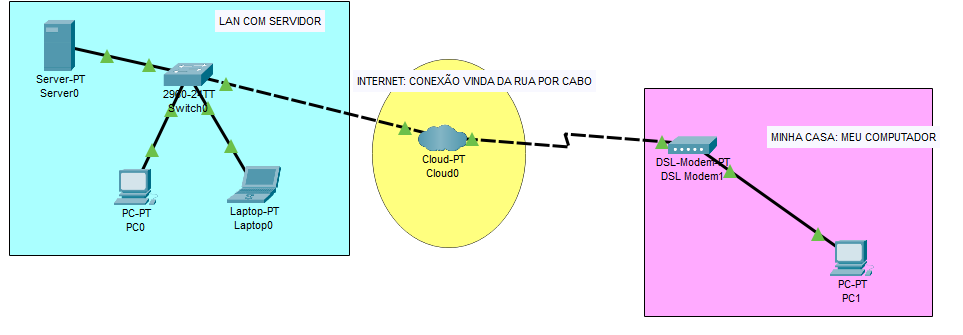 LAN COM SERVIDOR
Server-PT
Server0
2960-24TT
Switch0
PC-PT
PC0
Laptop-PT
Laptop0
INTERNET: CONEXÃO VINDA DA RUA POR CABO
Cloud-PT
Cloud0
MINHA CASA: MEU COMPUTADOR
DSL-Modem-PT
DSL Modem1
PC-PT
PC1